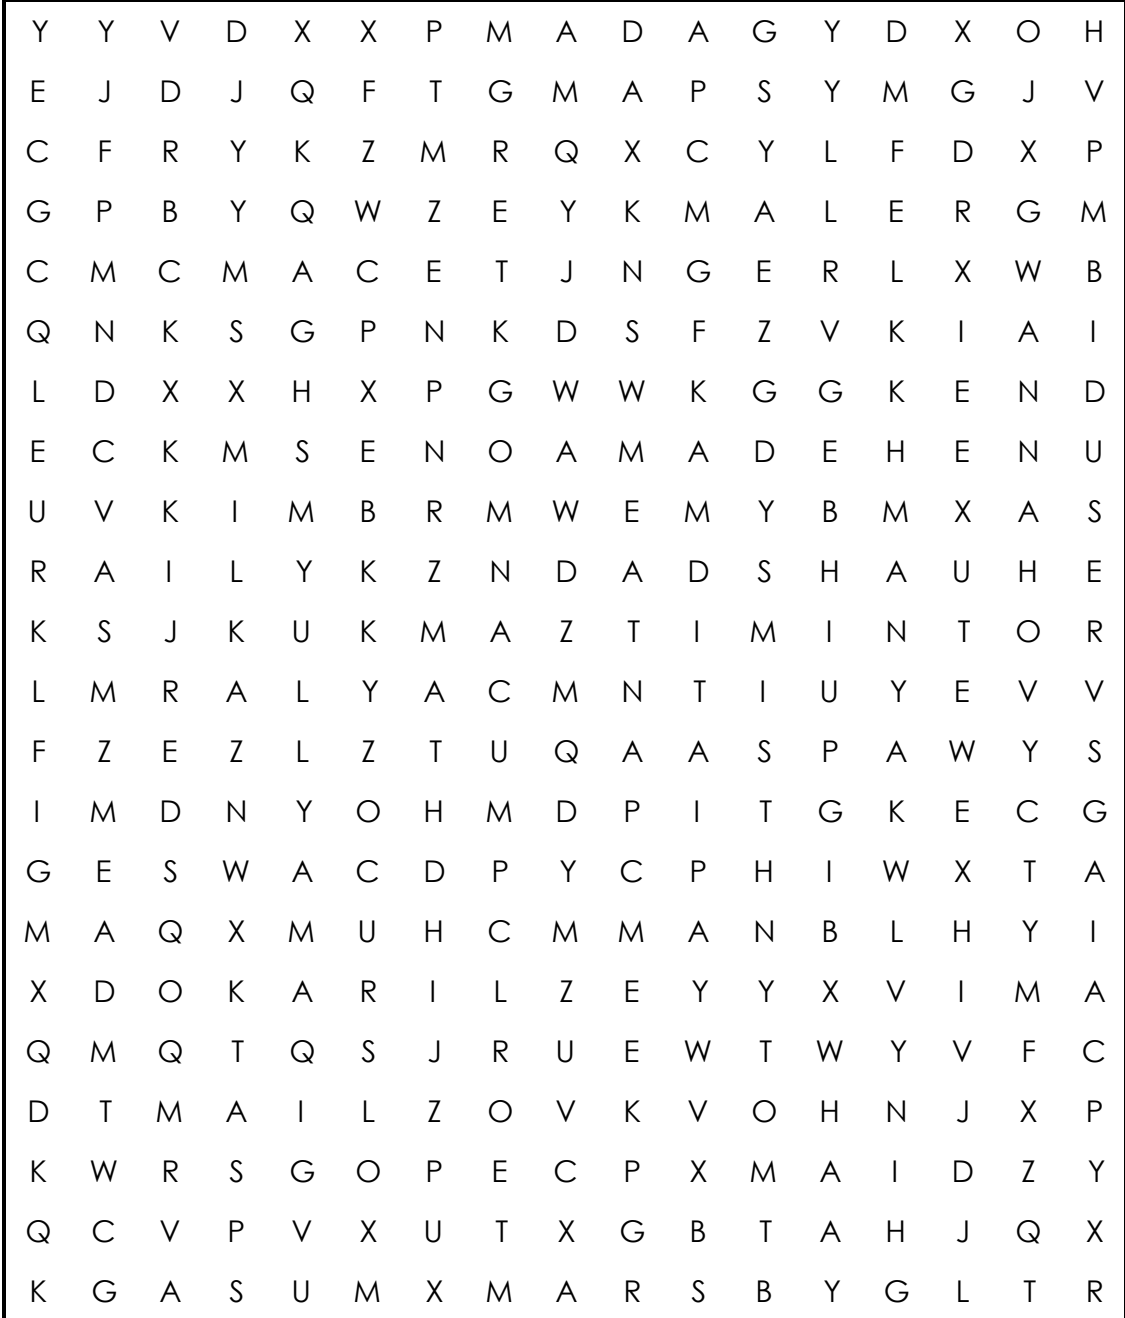 Y Y V D X X P M A D A G Y D X O H
E J D J Q F T G M A P S Y M G J V
C F R Y K Z M R Q X C Y L F D X P
G P B Y Q W Z E Y K M A L E R G M
C M C M A C E T J N G E R L X W B
Q N K S G P N K D S F Z V K I A I
L D X X H X P G W W K G G K E N D
E C K M S E N O A M A D E H E N U
U V K I M B R M W E M Y B M X A S
R A I L Y K Z N D A D S H A U H E
K S J K U K M A Z T I M I N T O R
L M R A L Y A C M N T I U Y E V V
F Z E Z L Z T U Q A A S P A W Y S
I M D N Y O H M D P I T G K E C G
G E S W A C D P Y C P H I W X T A
M A Q X M U H C M M A N B L H Y I
X D O K A R I L Z E Y Y X V I M A
Q M Q T Q S J R U E W T W Y V F C
D T M A I L Z O V K V O H N J X P
K W R S G O P E C P X M A I D Z Y
Q C V P V X U T X G B T A H J Q X
K G A S U M X M A R S B Y G L T R